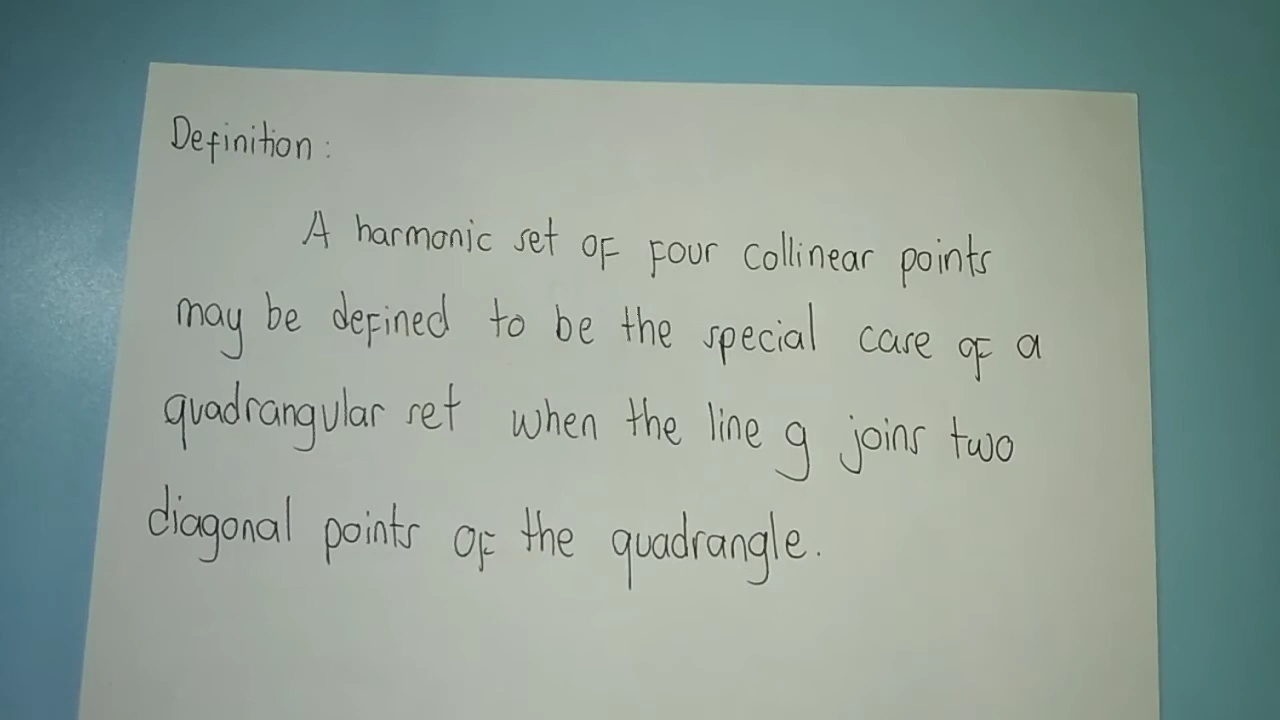 Definition:
A harmonic set of four collinear points
may be defined to be the special case of a
quadrangular set when the line g joins two
diagonal points of the quadrangle.